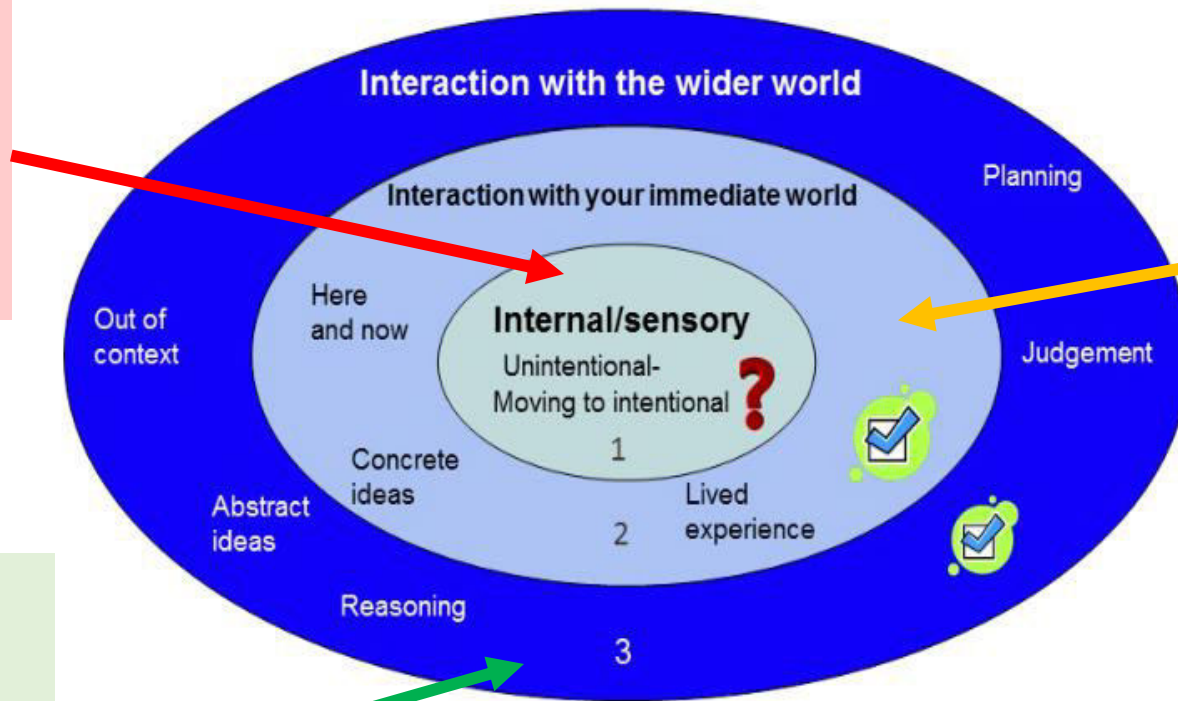 Interaction with the wider world
Planning
Interaction with your immediate world
Here
and now
Out of
context
Internal/sensory
Unintentional-
Moving to intentional
?
Judgement
1
Concrete
ideas
Lived
experience
Abstract
ideas
2
Reasoning
3